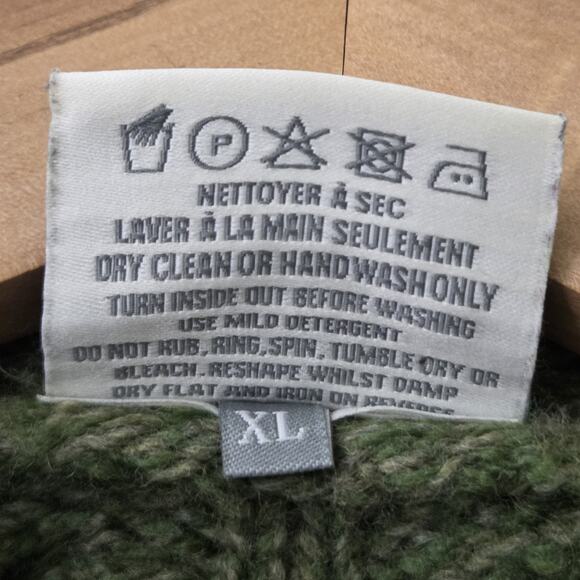 P
NETTOYER À SEC
LAVER À LA MAIN SEULEMENT
DRY CLEAN OR HAND WASH ONLY
TURN INSIDE OUT BEFORE WASHING
USE MILD DETERGENT
DO NOT RUB, RING, SPIN, TUMBLE DRY OR
BLEACH. RESHAPE WHILST DAMP
DRY FLAT AND IRON ON REVERSE
XL